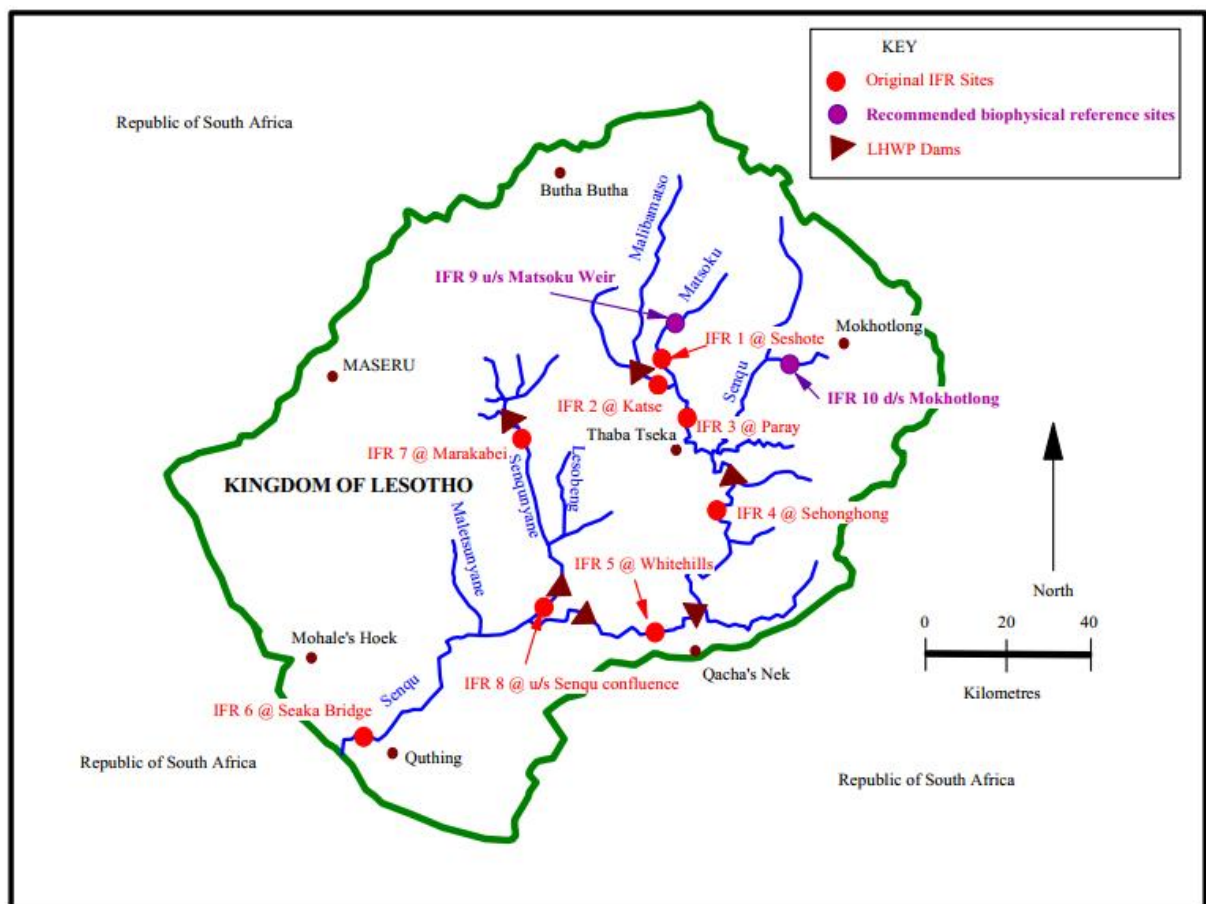 KEY
Original IFR Sites
Recommended biophysical reference sites
LHWP Dams
Republic of South Africa
Butha Butha
Malibamatso
Matsoku
IFR 9 u/s Matsoku Weir
IFR 1 @ Seshote
Mokhotlong
MASERU
Senqu
IFR 10 d/s Mokhotlong
IFR 2 @ Katse
IFR 3 @ Paray
Thaba Tseka
IFR 7 @ Marakabei
Lesobeng
Senqunyane
KINGDOM OF LESOTHO
IFR 4 @ Sehonghong
Maletsunyane
IFR 5 @ Whitehills
North
Mohale's Hoek
0 20 40
Kilometres
Qacha's Nek
IFR 8 @ u/s Senqu confluence
Senqu
IFR 6 @ Seaka Bridge
Quthing
Republic of South Africa
Republic of South Africa